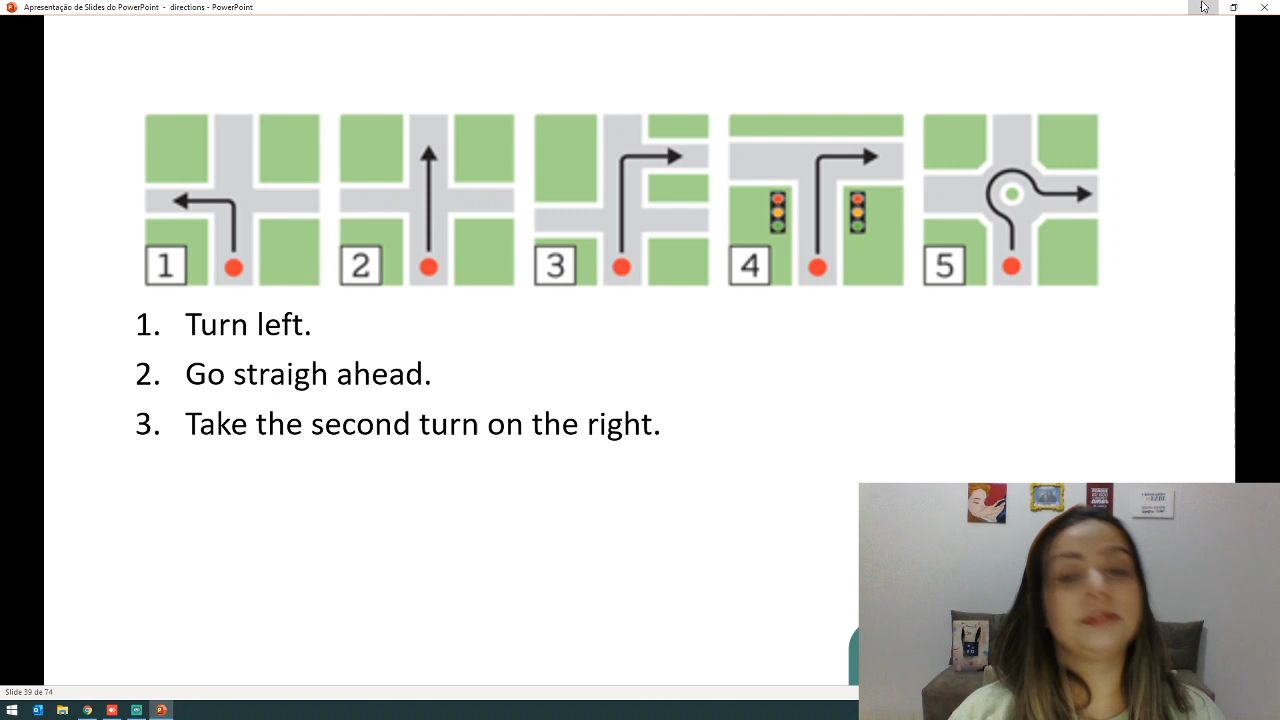 Apresentação de Slides do PowerPoint - directions - PowerPoint
1 2 3 4 5
1. Turn left.
2. Go straigh ahead.
3. Take the second turn on the right.
Slide 39 de 74